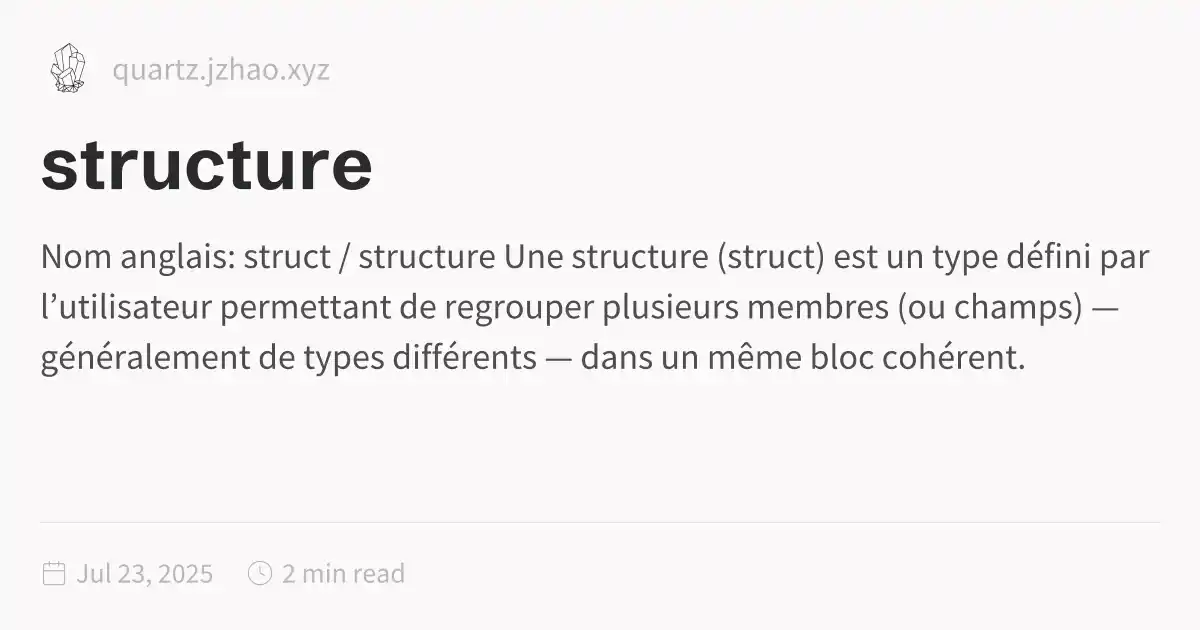 quartz.jzhao.xyz
structure
Nom anglais: struct / structure Une structure (struct) est un type défini par
l’utilisateur permettant de regrouper plusieurs membres (ou champs) —
généralement de types différents — dans un même bloc cohérent.
Jul 23, 2025 2 min read